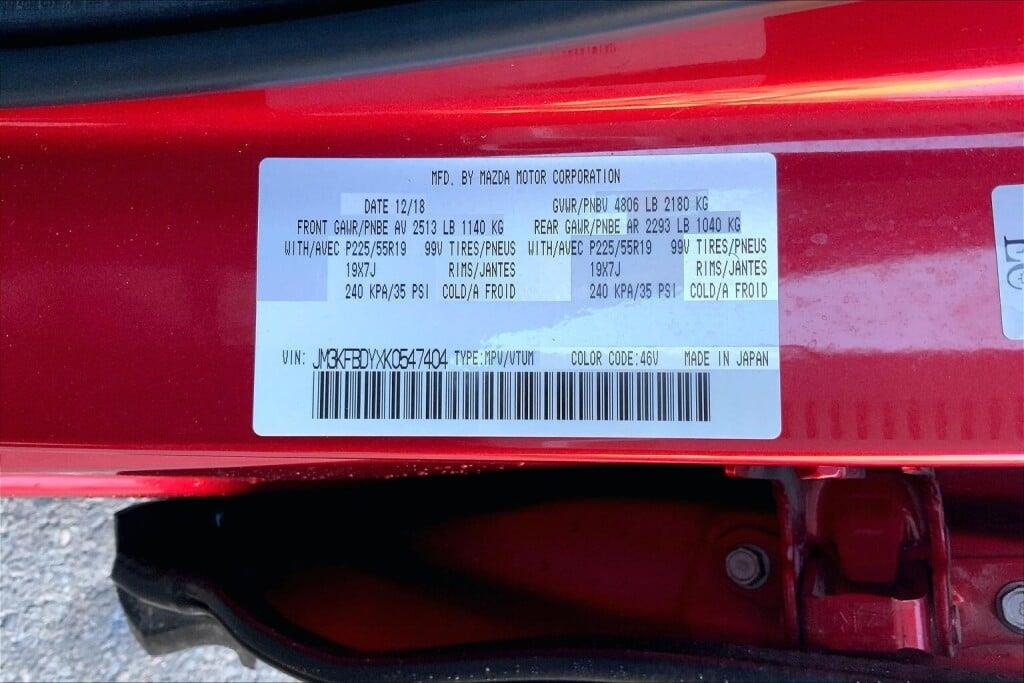 MFD. BY MAZDA MOTOR CORPORATION
DATE 12/18 GVWR/PNBV 4806 LB 2180 KG
FRONT GAWR/PNBE AV 2513 LB 1140 KG REAR GAWR/PNBE AR 2293 LB 1040 KG
WITH/AVEC P225/55R19 99V TIRES/PNEUS WITH/AVEC P225/55R19 99V TIRES/PNEUS
19X7J RIMS/JANTES 19X7J RIMS/JANTES
240 KPA/35 PSI COLD/A FROID 240 KPA/35 PSI COLD/A FROID
VIN: JM3KFBDYXK0547404 TYPE:MPV/VTUM COLOR CODE:46V MADE IN JAPAN